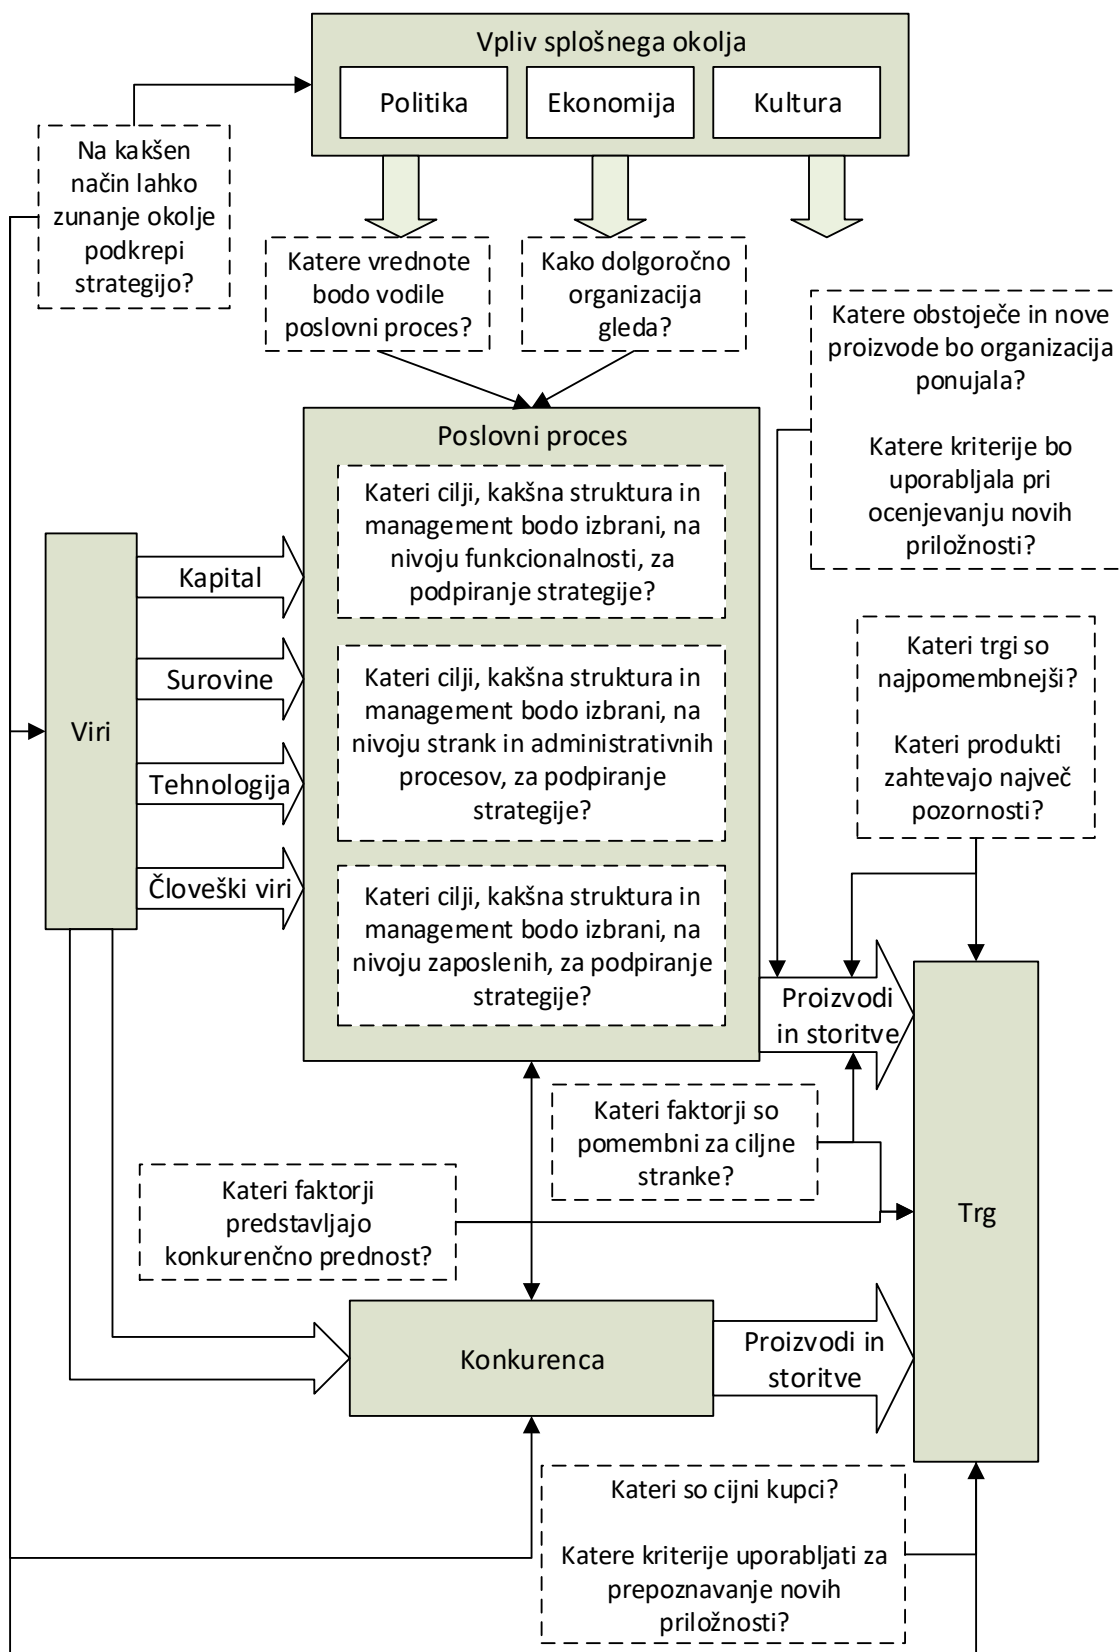 Vpliv splošnega okolja
Politika
Ekonomija
Kultura
Na kakšen
način lahko
zunanje okolje
podkrepi
strategijo?
Katere vrednote
bodo vodile
poslovni proces?
Kako dolgoročno
organizacija
gleda?
Katere obstoječe in nove
proizvode bo organizacija
ponujala?
Katere kriterije bo
uporabljala pri
ocenjevanju novih
priložnosti?
Poslovni proces
Kateri cilji, kakšna struktura in
management bodo izbrani, na
nivoju funkcionalnosti, za
podpiranje strategije?
Kateri cilji, kakšna struktura in
management bodo izbrani, na
nivoju strank in administrativnih
procesov, za podpiranje
strategije?
Kateri cilji, kakšna struktura in
management bodo izbrani, na
nivoju zaposlenih, za podpiranje
strategije?
Viri
Kapital
Surovine
Tehnologija
Človeški viri
Kateri trgi so
najpomembnejši?
Kateri produkti
zahtevajo največ
pozornosti?
Proizvodi
in storitve
Kateri faktorji so
pomembni za ciljne
stranke?
Kateri faktorji
predstavljajo
konkurenčno prednost?
Trg
Konkurenca
Proizvodi in
storitve
Kateri so cijni kupci?
Katere kriterije uporabljati za
prepoznavanje novih
priložnosti?